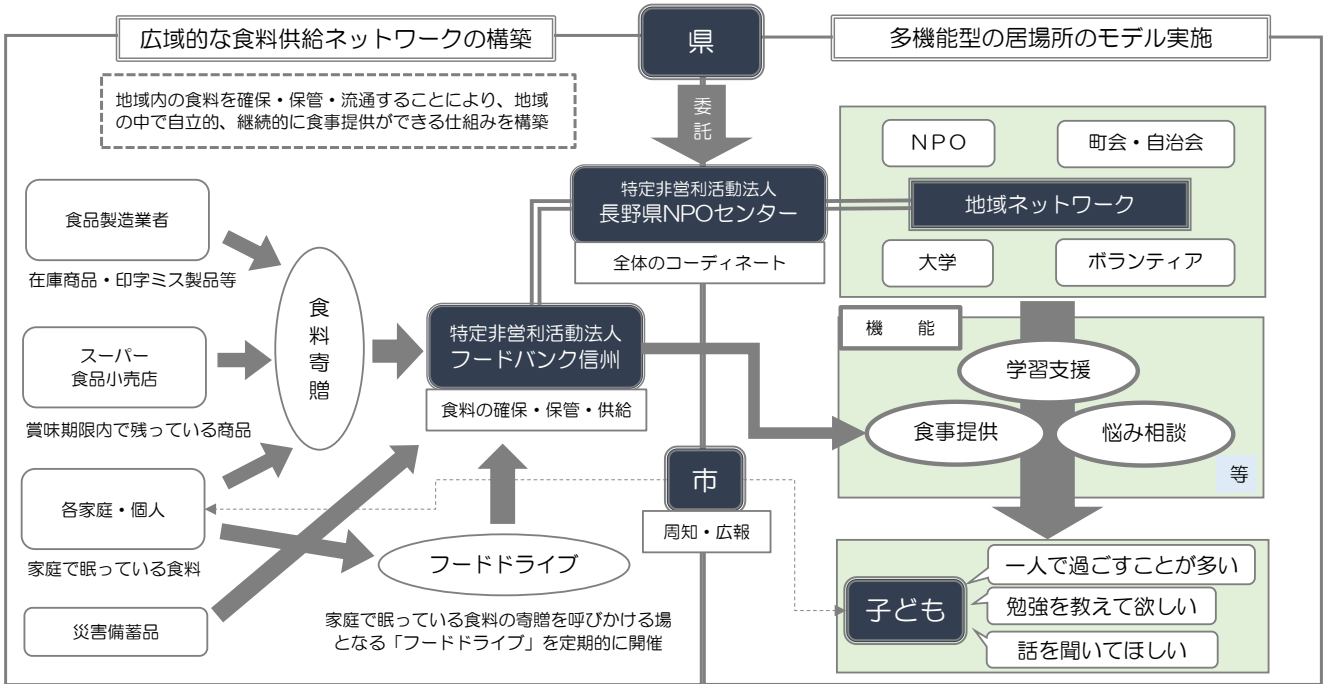 広域的な食料供給ネットワークの構築
県
多機能型の居場所のモデル実施
地域内の食料を確保・保管・流通することにより、地域
の中で自立的、継続的に食事提供ができる仕組みを構築
委託
特定非営利活動法人
長野県NPOセンター
全体のコーディネート
NPO
町会・自治会
地域ネットワーク
大学
ボランティア
食品製造業者
在庫商品・印字ミス製品等
スーパー
食品小売店
賞味期限内で残っている商品
各家庭・個人
家庭で眠っている食料
災害備蓄品
食料寄贈
特定非営利活動法人
フードバンク信州
食料の確保・保管・供給
フードドライブ
家庭で眠っている食料の寄贈を呼びかける場
となる「フードドライブ」を定期的に開催
市
周知・広報
機 能
学習支援
食事提供
悩み相談
等
子ども
一人で過ごすことが多い
勉強を教えて欲しい
話を聞いてほしい